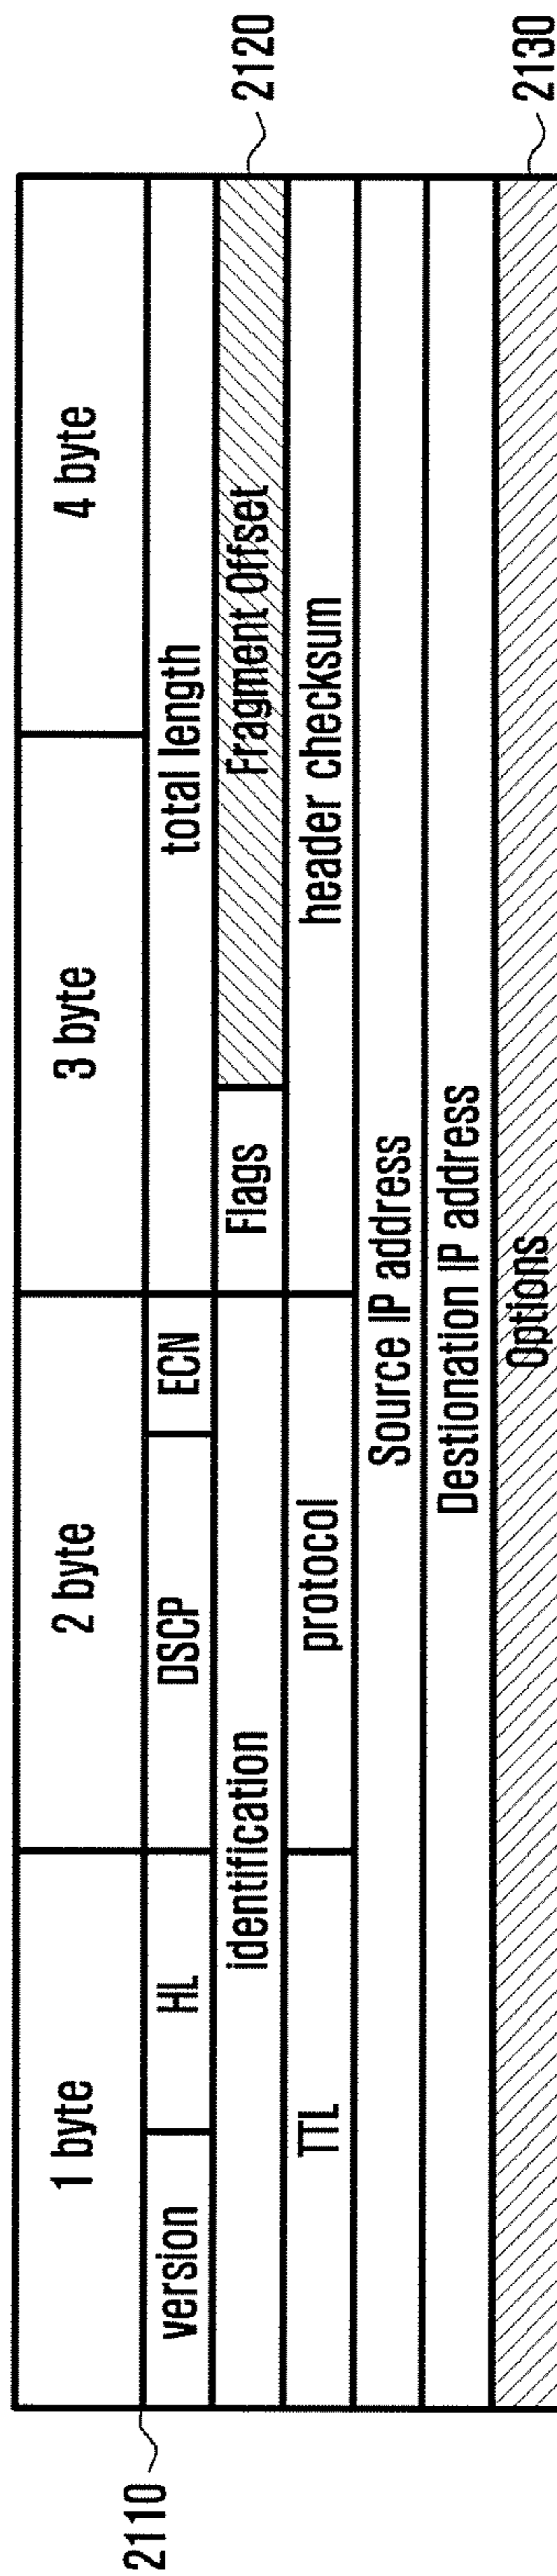 1 byte 2 byte 3 byte 4 byte
2110
version HL DSCP ECN total length
identification Flags Fragment Offset 2120
TTL protocol header checksum
Source IP address
Destionation IP address
Options 2130